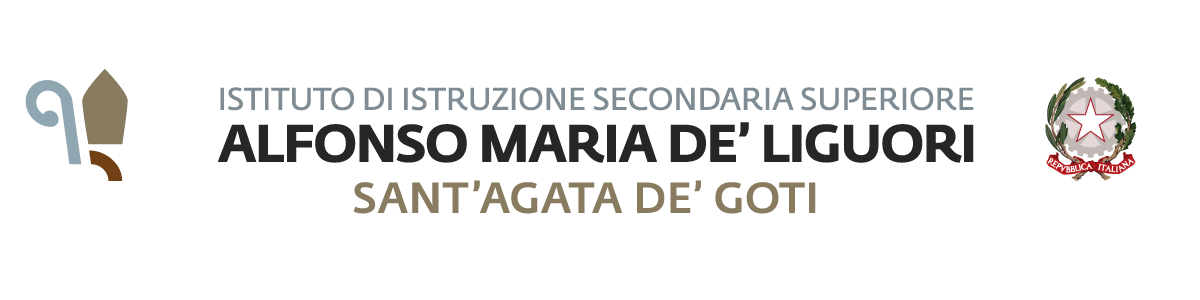 ISTITUTO DI ISTRUZIONE SECONDARIA SUPERIORE
ALFONSO MARIA DE’ LIGUORI
SANT’AGATA DE’ GOTI
REPVBBLICA ITALIANA